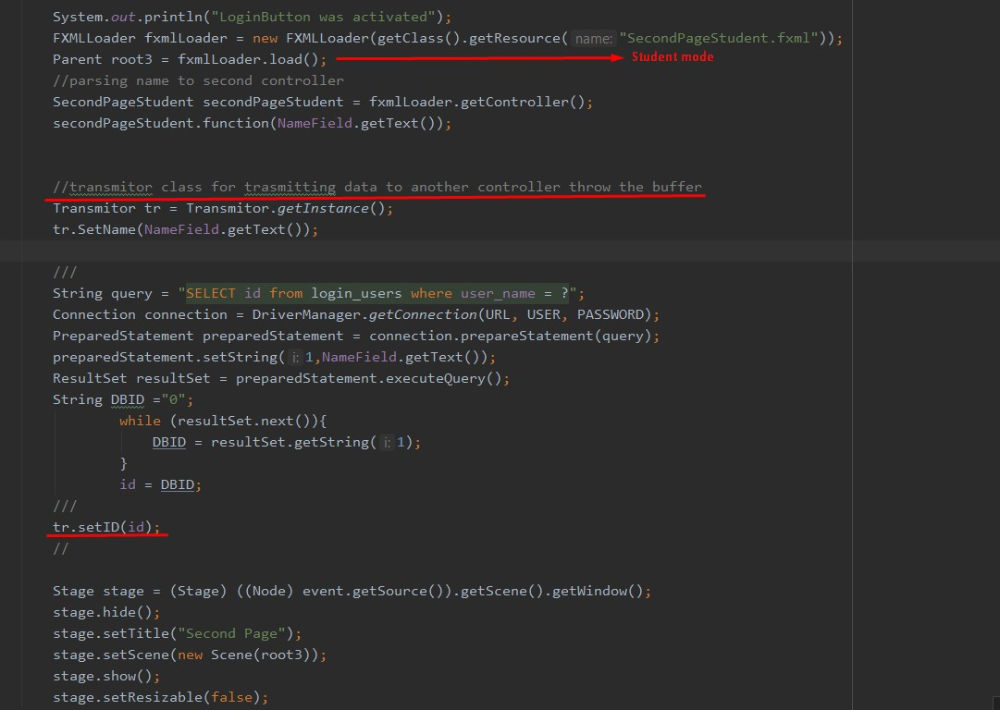 System.out.println("LoginButton was activated");
FXMLLoader fxmlLoader = new FXMLLoader(getClass().getResource( name: "SecondPageStudent.fxml"));
Parent root3 = fxmlLoader.load(); Student mode
//parsing name to second controller
SecondPageStudent secondPageStudent = fxmlLoader.getController();
secondPageStudent.function(NameField.getText());
//transmitor class for trasmitting data to another controller throw the buffer
Transmitor tr = Transmitor.getInstance();
tr.SetName(NameField.getText());
///
String query = "SELECT id from login_users where user_name = ?";
Connection connection = DriverManager.getConnection(URL, USER, PASSWORD);
PreparedStatement preparedStatement = connection.prepareStatement(query);
preparedStatement.setString( i: 1,NameField.getText());
ResultSet resultSet = preparedStatement.executeQuery();
String DBID ="0";
while (resultSet.next()){
DBID = resultSet.getString( i: 1);
}
id = DBID;
///
tr.setID(id);
//
Stage stage = (Stage) ((Node) event.getSource()).getScene().getWindow();
stage.hide();
stage.setTitle("Second Page");
stage.setScene(new Scene(root3));
stage.show();
stage.setResizable(false);